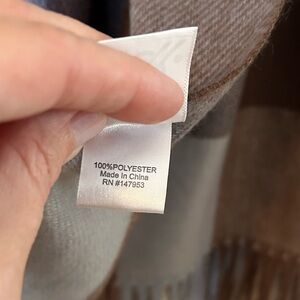 100%POLYESTER
Made in China
RN #147953